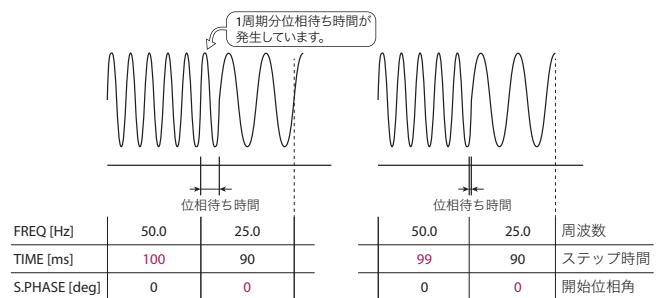 1周期分位相待ち時間が
発生しています。
位相待ち時間
位相待ち時間
FREQ [Hz] 50.0 25.0 50.0 25.0 周波数
TIME [ms] 100 90 99 90 ステップ時間
S.PHASE [deg] 0 0 0 0 開始位相角